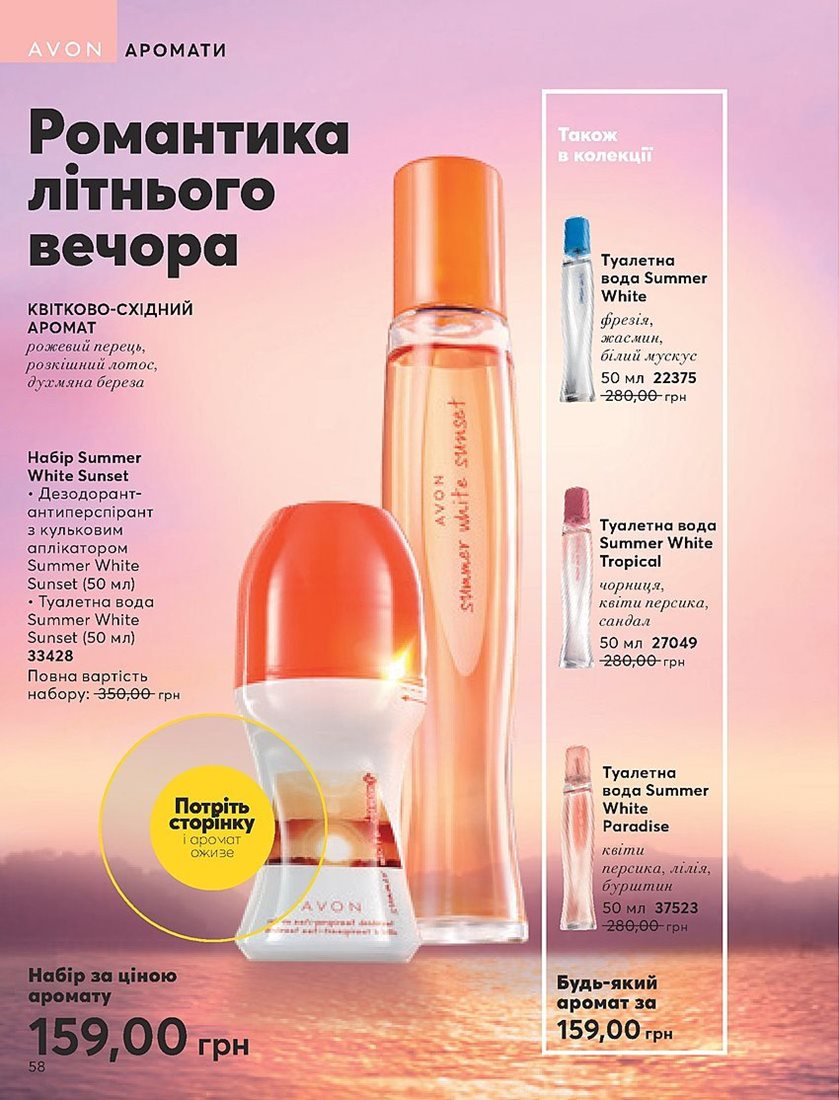 AVON АРОМАТИ
Романтика
літнього
вечора
КВІТКОВО-СХІДНИЙ
АРОМАТ
рожевий перець,
розкішний лотос,
духмяна береза
Набір Summer
White Sunset
• Дезодорант-
антиперспірант
з кульковим
аплікатором
Summer White
Sunset (50 мл)
• Туалетна вода
Summer White
Sunset (50 мл)
33428
Повна вартість
набору: 350,00 грн
Потріть
сторінку
і аромат
оживе
AVON
summer white sunset
AVON
Набір за ціною
аромату
159,00 грн
58
Також
в колекції
Туалетна
вода Summer
White
фрезія,
жасмин,
білий мускус
50 мл 22375
280,00 грн
Туалетна вода
Summer White
Tropical
чорниця,
квіти персика,
сандал
50 мл 27049
280,00 грн
Туалетна
вода Summer
White
Paradise
квіти
персика, лілія,
бурштин
50 мл 37523
280,00 грн
Будь-який
аромат за
159,00 грн